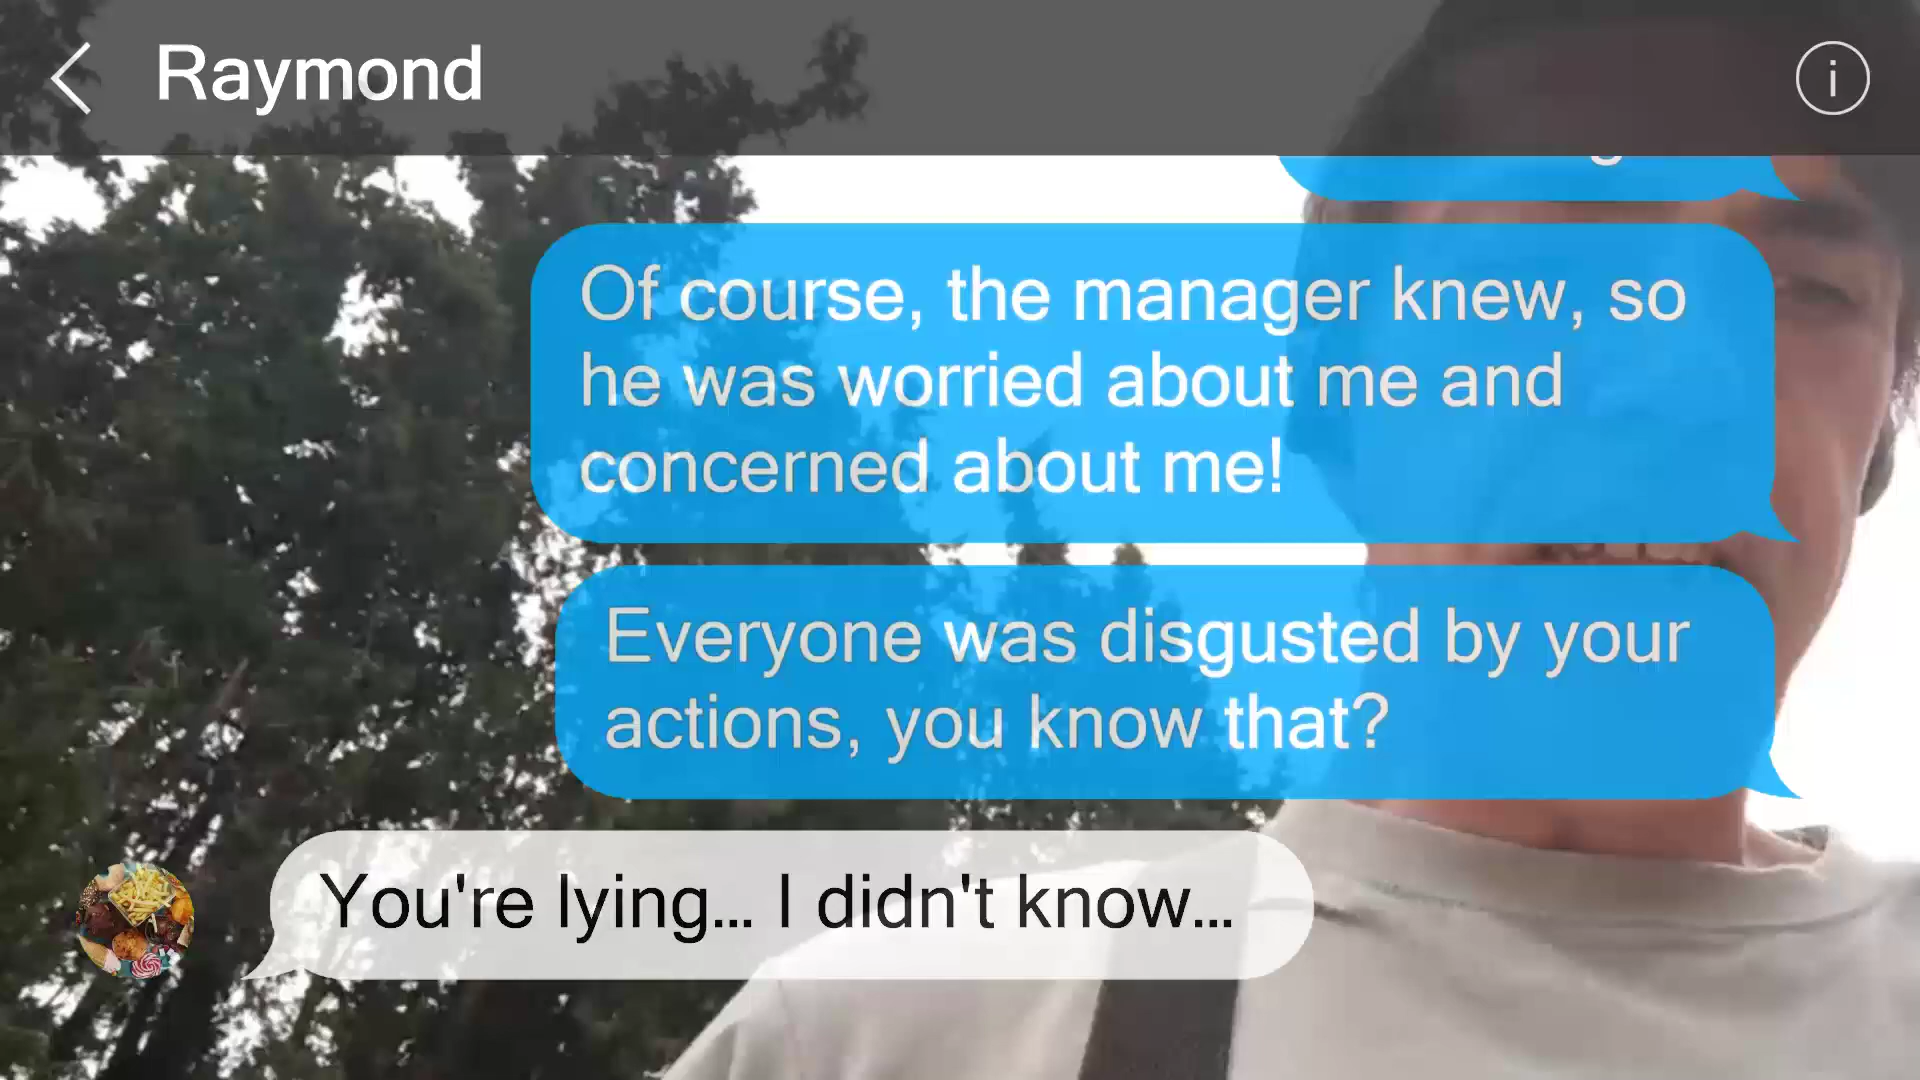 Raymond
Of course, the manager knew, so
he was worried about me and
concerned about me!
Everyone was disgusted by your
actions, you know that?
You're lying... I didn't know...